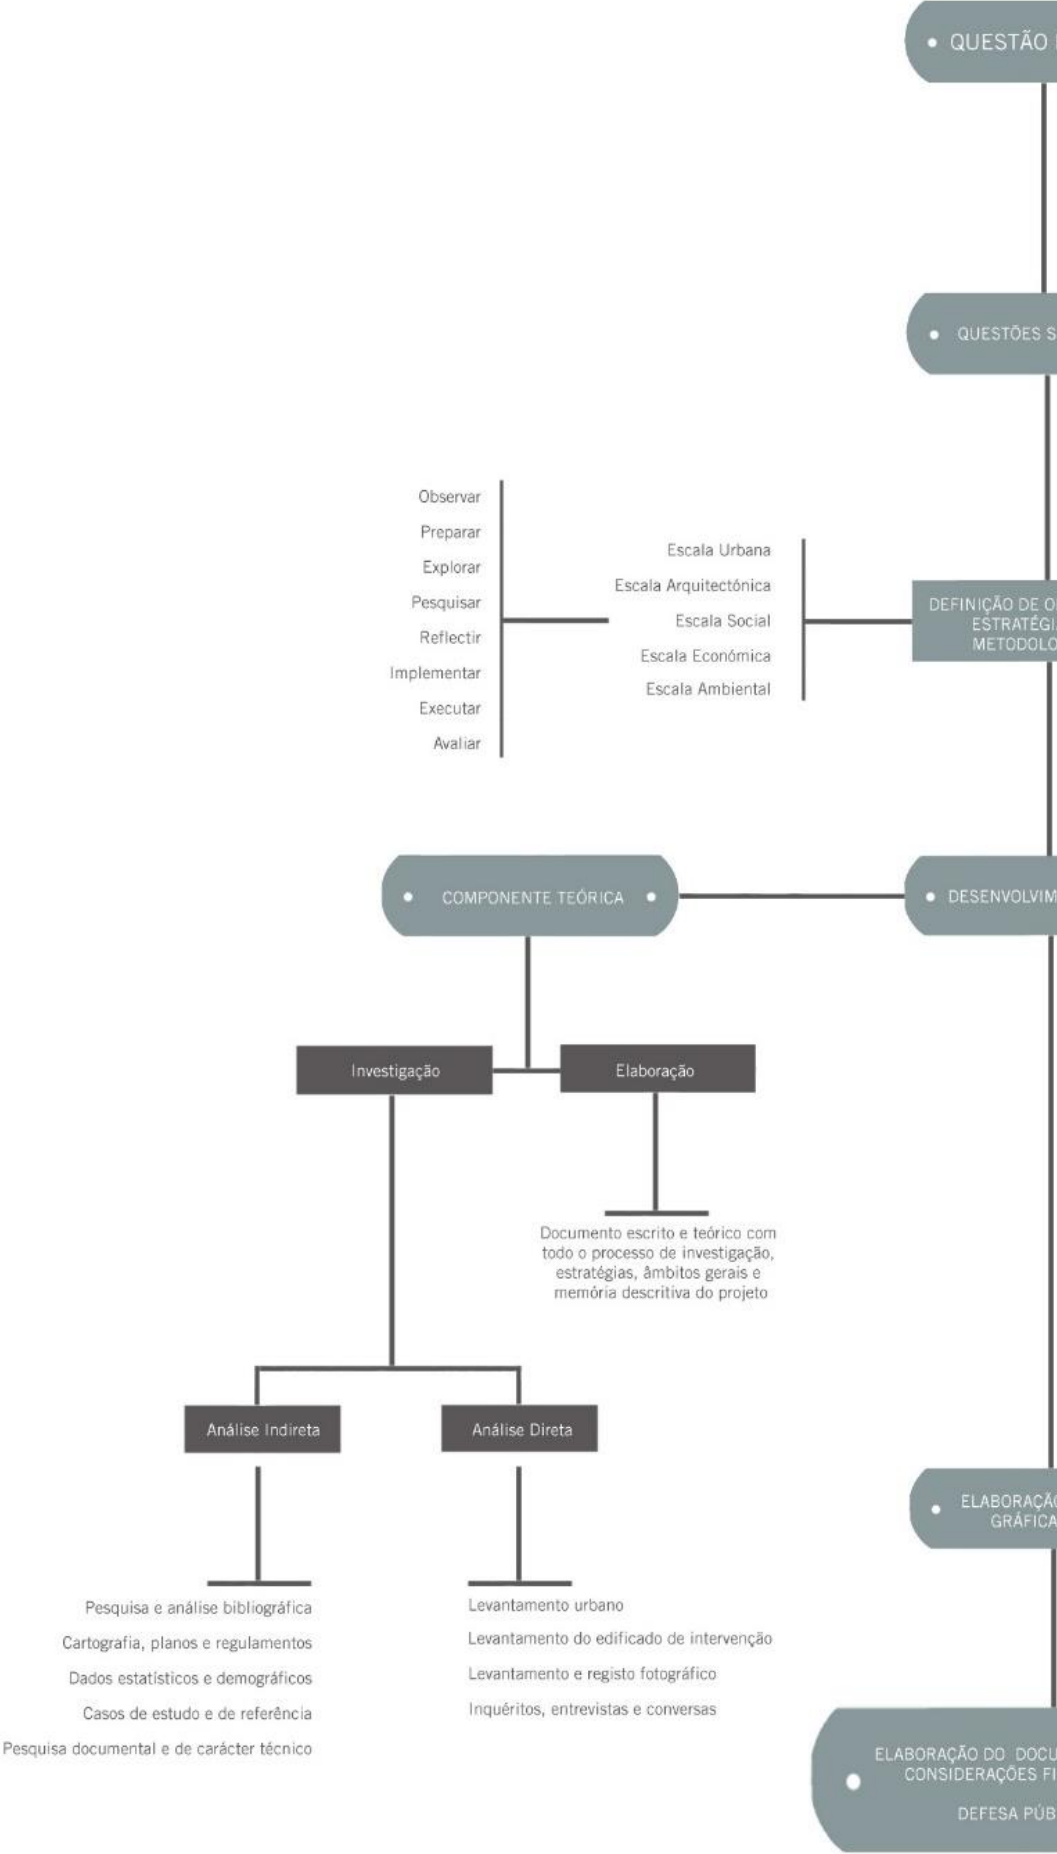 QUESTÃO
QUESTÕES S
Observar
Preparar
Explorar
Pesquisar
Reflectir
Implementar
Executar
Avaliar
Escala Urbana
Escala Arquitectónica
Escala Social
Escala Económica
Escala Ambiental
DEFINIÇÃO DE O
ESTRATÉGI
METODOLO
COMPONENTE TEÓRICA
DESENVOLVIM
Investigação
Elaboração
Documento escrito e teórico com
todo o processo de investigação,
estratégias, âmbitos gerais e
memória descritiva do projeto
Análise Indireta
Análise Direta
Pesquisa e análise bibliográfica
Cartografia, planos e regulamentos
Dados estatísticos e demográficos
Casos de estudo e de referência
Pesquisa documental e de carácter técnico
Levantamento urbano
Levantamento do edificado de intervenção
Levantamento e registo fotográfico
Inquéritos, entrevistas e conversas
ELABORAÇÃO
GRÁFICA
ELABORAÇÃO DO DOCU
CONSIDERAÇÕES FI
DEFESA PÚB